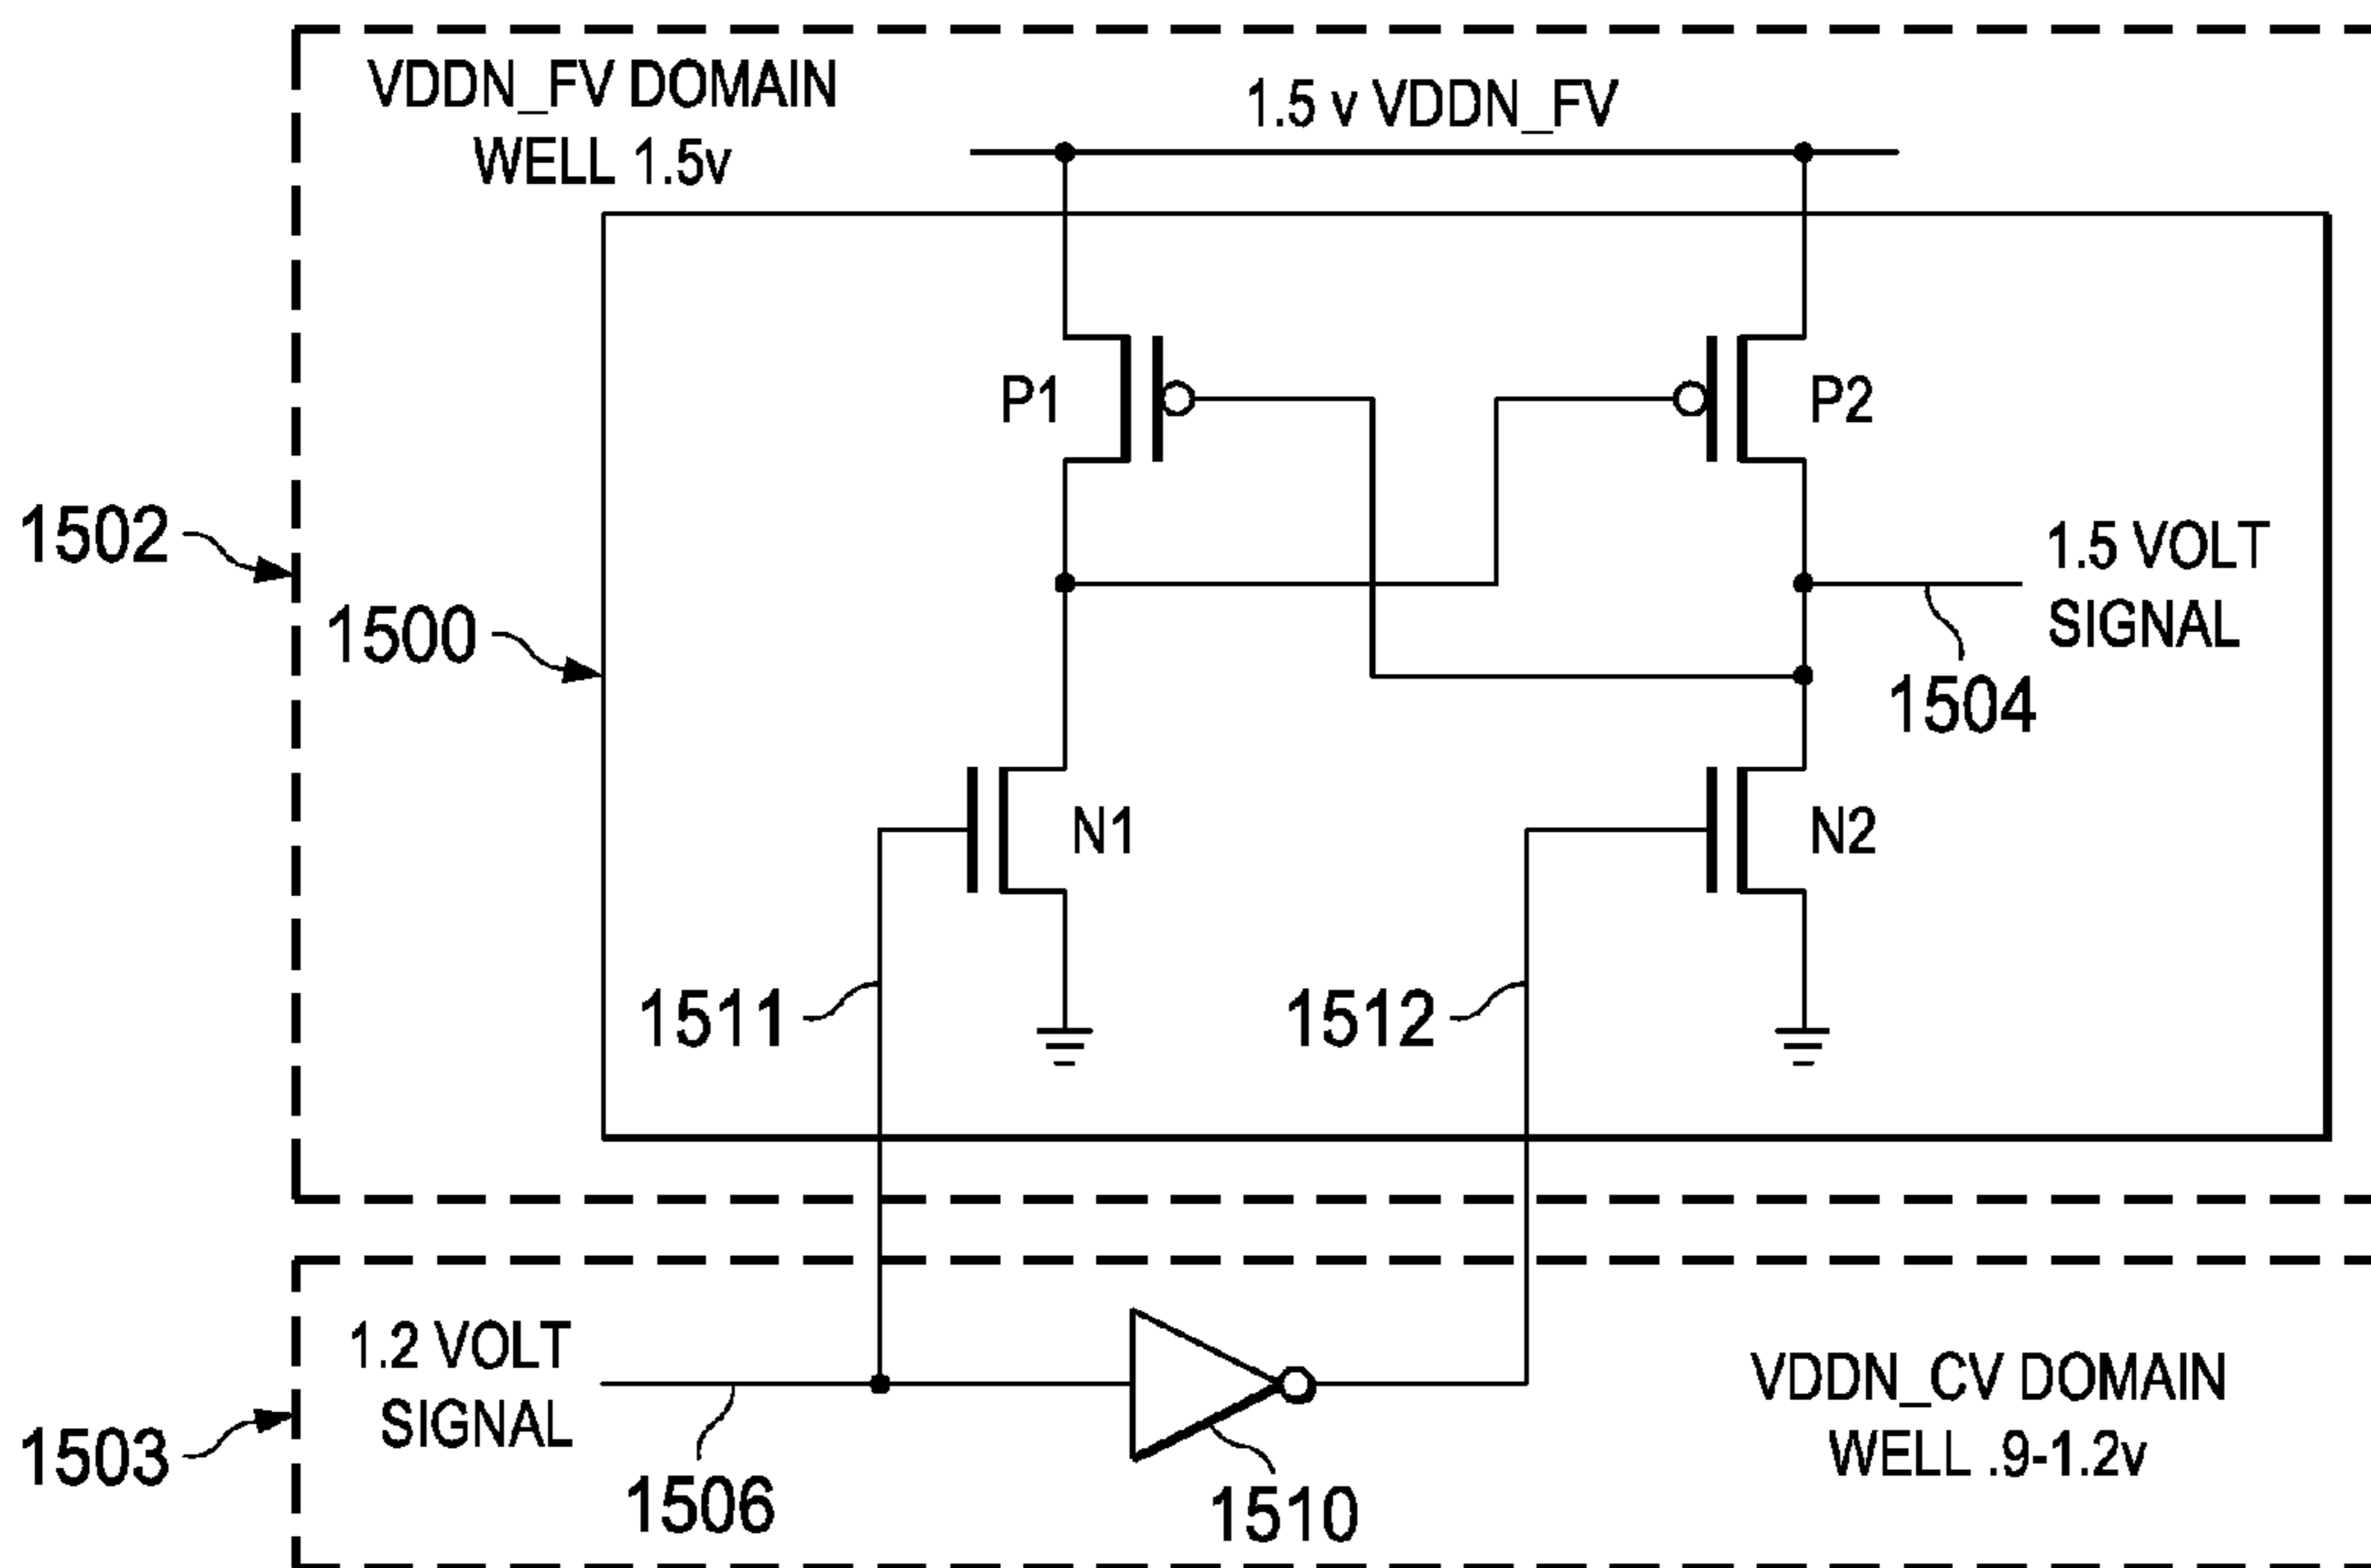 VDDN_FV DOMAIN
WELL 1.5v
1.5 v VDDN_FV
P1
P2
1502
1500
1.5 VOLT
SIGNAL
1504
N1
N2
1511
1512
1.2 VOLT
SIGNAL
VDDN_CV DOMAIN
WELL .9-1.2v
1503
1506
1510